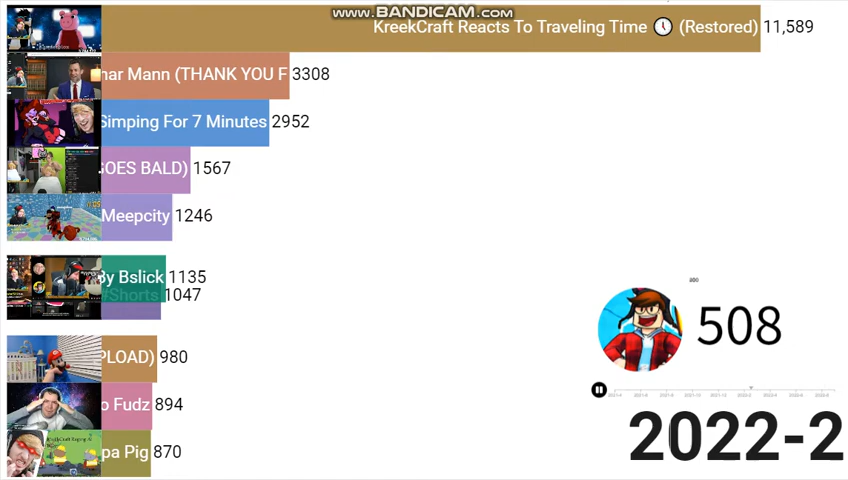 www.BANDICAM.com
KreekCraft Reacts To Traveling Time 🕔 (Restored) 11,589
nar Mann (THANK YOU F 3308
Simping For 7 Minutes 2952
GOES BALD) 1567
Meepcity 1246
By Bslick 1135
#Shorts 1047
PLOAD) 980
o Fudz 894
pa Pig 870
508
2022-2